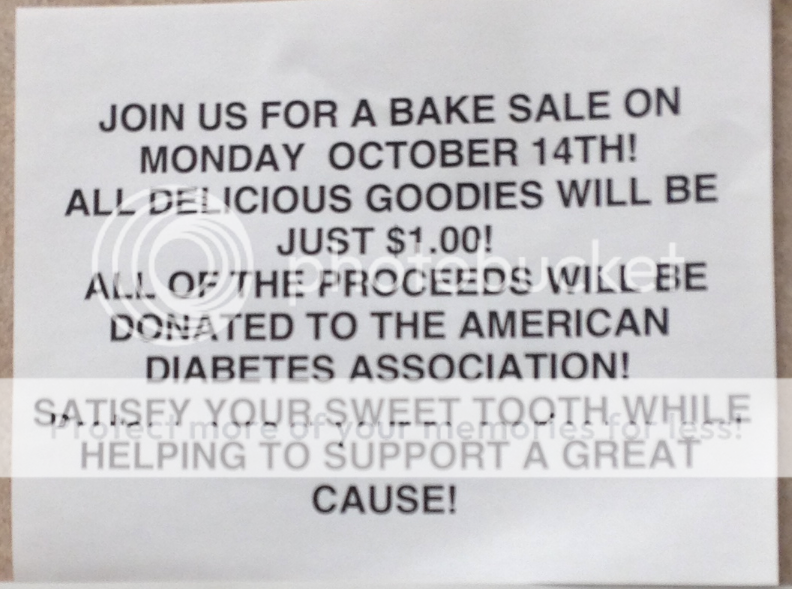 JOIN US FOR A BAKE SALE ON
MONDAY OCTOBER 14TH!
ALL DELICIOUS GOODIES WILL BE
JUST $1.00!
photobucket
ALL OF THE PROCEEDS WILL BE
DONATED TO THE AMERICAN
DIABETES ASSOCIATION!
SATISFY YOUR SWEET TOOTH WHILE
Protect more of your memories for less!
HELPING TO SUPPORT A GREAT
CAUSE!